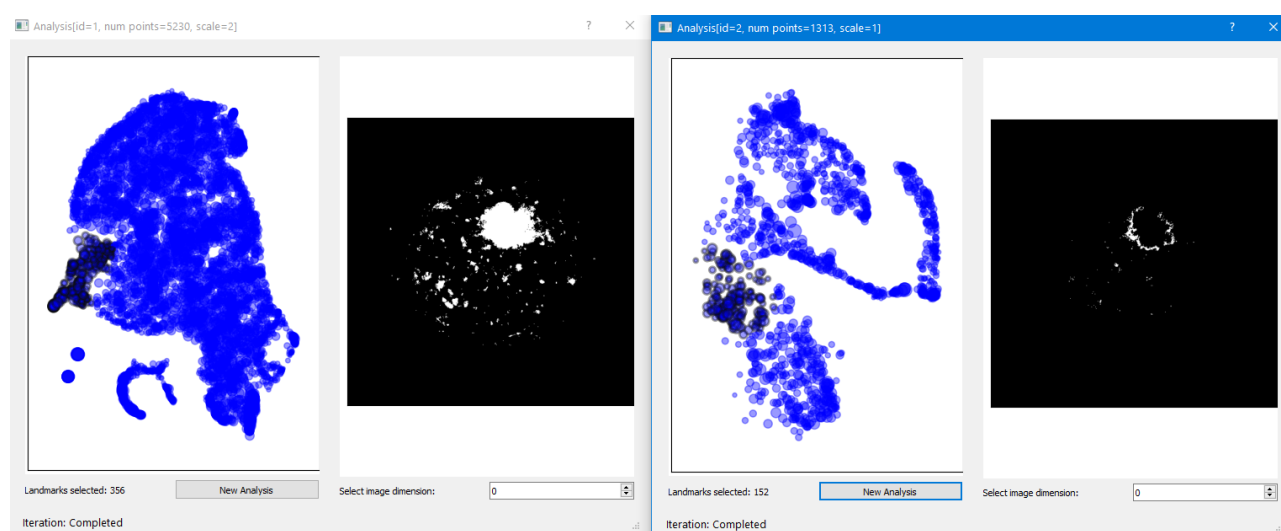 Analysis[id=1, num points=5230, scale=2]
Landmarks selected: 356
New Analysis
Select image dimension:
0
Iteration: Completed
Analysis[id=2, num points=1313, scale=1]
Landmarks selected: 152
New Analysis
Select image dimension:
0
Iteration: Completed